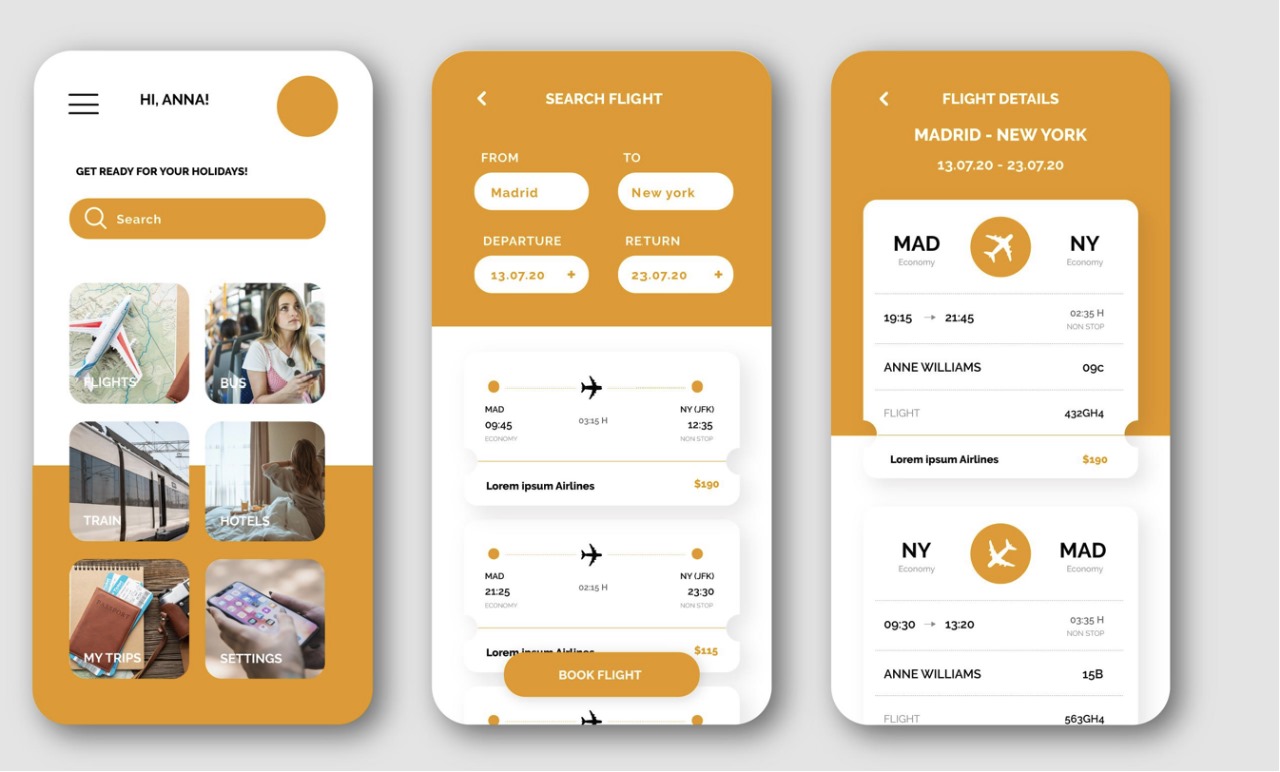 HI, ANNA!
GET READY FOR YOUR HOLIDAYS!
Search
FLIGHTS
BUS
TRAIN
HOTELS
PASSPORT
MY TRIPS
SETTINGS
SEARCH FLIGHT
FROM TO
Madrid New york
DEPARTURE RETURN
13.07.20 + 23.07.20 +
MAD NY (JFK)
09:45 03:15 H 12:35
ECONOMY NON STOP
Lorem ipsum Airlines $190
MAD NY (JFK)
21:25 02:15 H 23:30
ECONOMY NON STOP
Lorem ipsum Airlines $115
BOOK FLIGHT
FLIGHT DETAILS
MADRID - NEW YORK
13.07.20 - 23.07.20
MAD NY
Economy Economy
19:15 → 21:45 02:35 H
NON STOP
ANNE WILLIAMS 09c
FLIGHT 432GH4
Lorem ipsum Airlines $190
NY MAD
Economy Economy
09:30 → 13:20 03:35 H
NON STOP
ANNE WILLIAMS 15B
FLIGHT 563GH4